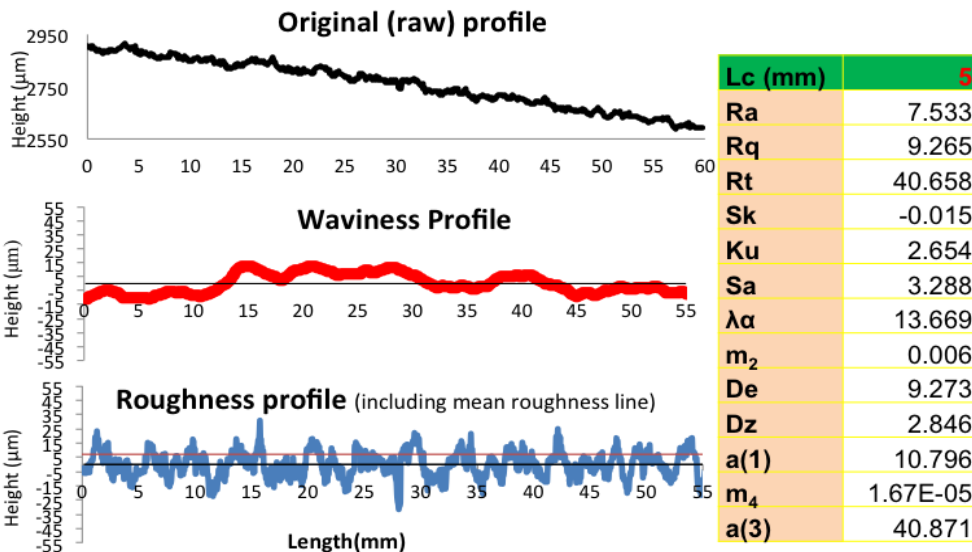 Original (raw) profile
Height (μm)
2950
2750
2550
0 5 10 15 20 25 30 35 40 45 50 55 60
Waviness Profile
Height (μm)
55
45
35
25
15
5
-5
-15
-25
-35
-45
-55
0 5 10 15 20 25 30 35 40 45 50 55
Roughness profile (including mean roughness line)
Height (μm)
55
45
35
25
15
5
-5
-15
-25
-35
-45
-55
0 5 10 15 20 25 30 35 40 45 50 55
Length(mm)
Lc (mm) 5
Ra 7.533
Rq 9.265
Rt 40.658
Sk -0.015
Ku 2.654
Sa 3.288
λα 13.669
m2 0.006
De 9.273
Dz 2.846
a(1) 10.796
m4 1.67E-05
a(3) 40.871